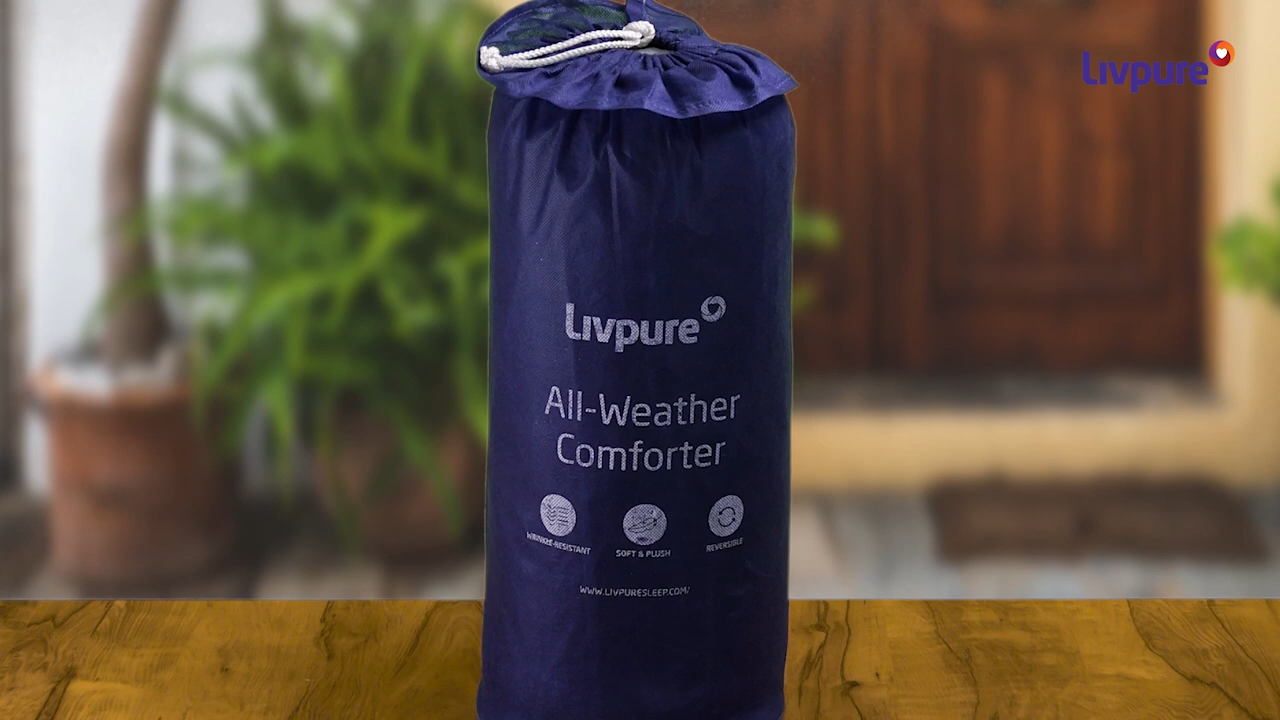 Livpure
Livpure
All-Weather
Comforter
WRINKLE-RESISTANT
SOFT & PLUSH
REVERSIBLE
WWW.LIVPURESLEEP.COM/